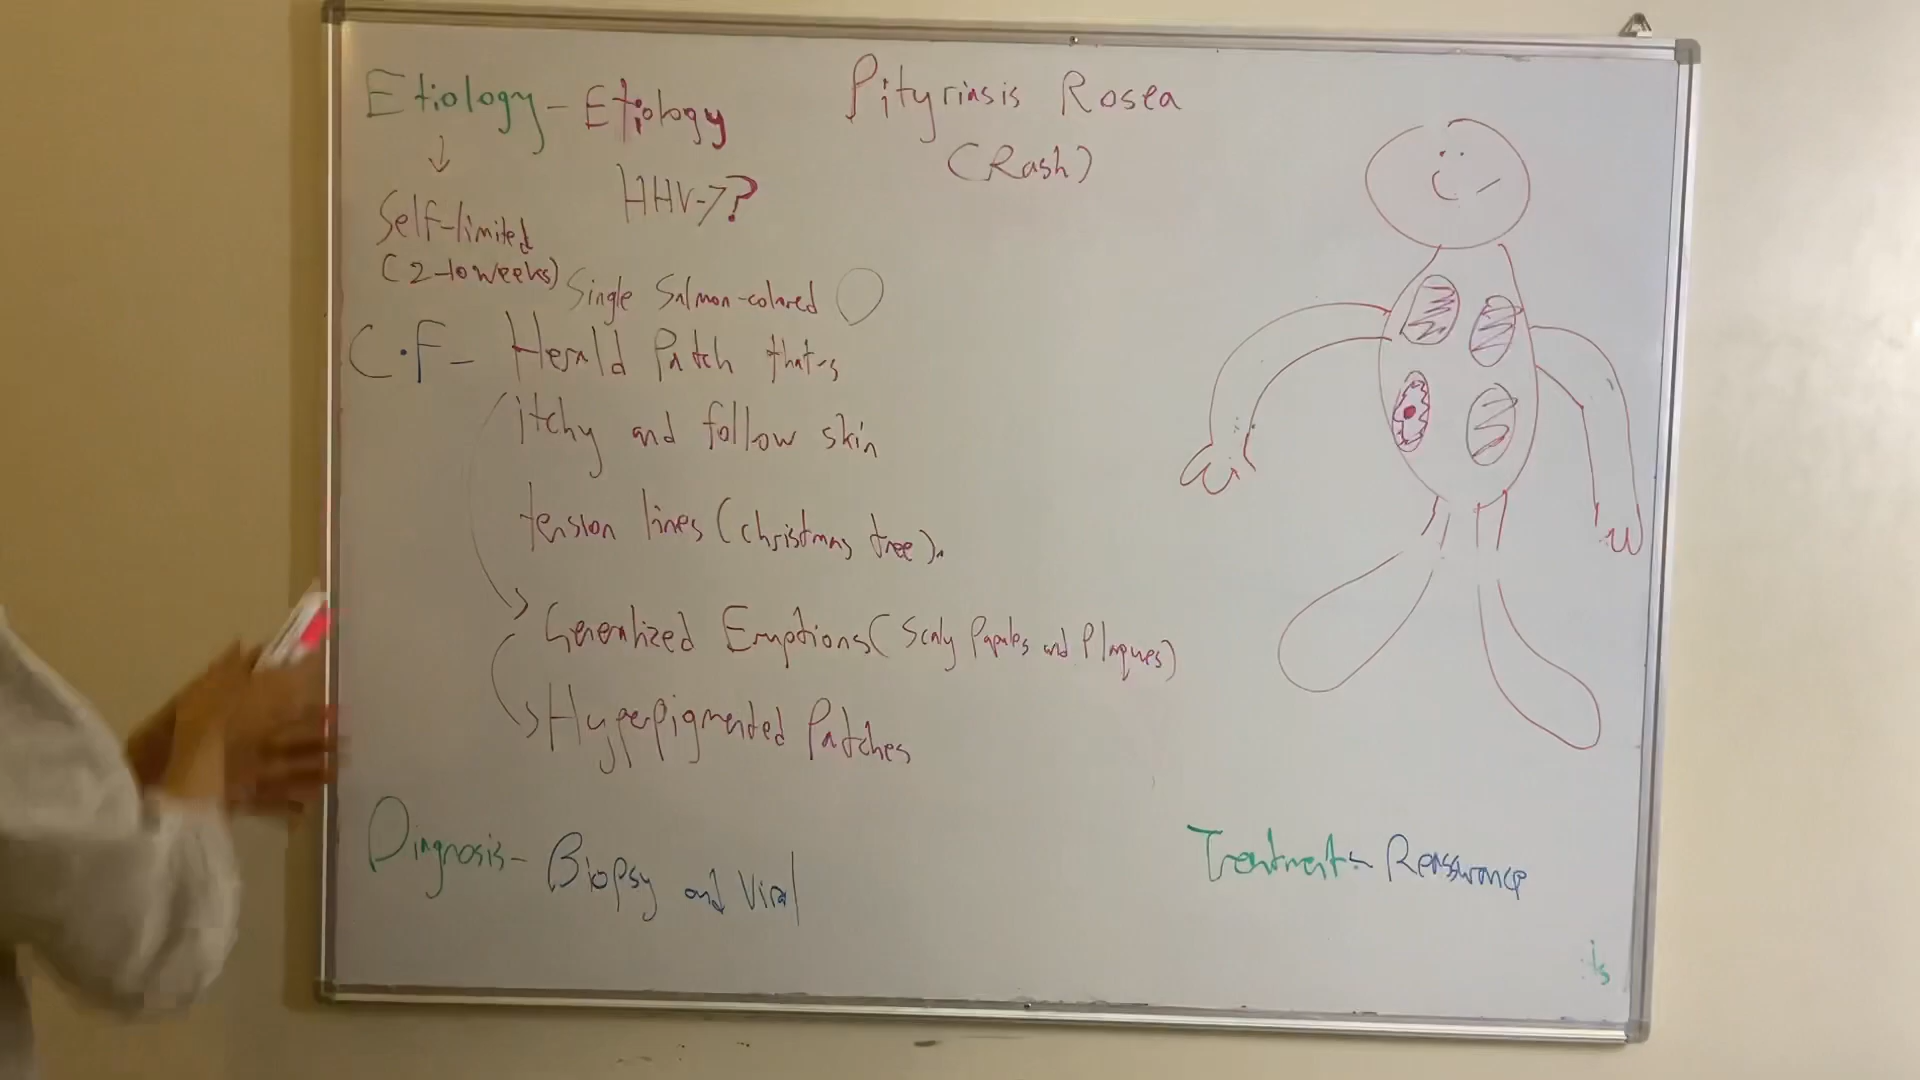 Pityriasis Rosea
(Rash)
Etiology - Etiology
HHV-7?
Self-limited
(2-10 weeks)
Single Salmon-colored
C.F - Herald Patch that's
itchy and follow skin
tension lines (christmas tree).
Generalized Eruptions (Scaly Papules and Plaques)
Hyperpigmented Patches
Diagnosis - Biopsy and Viral
Treatment - Reassurance